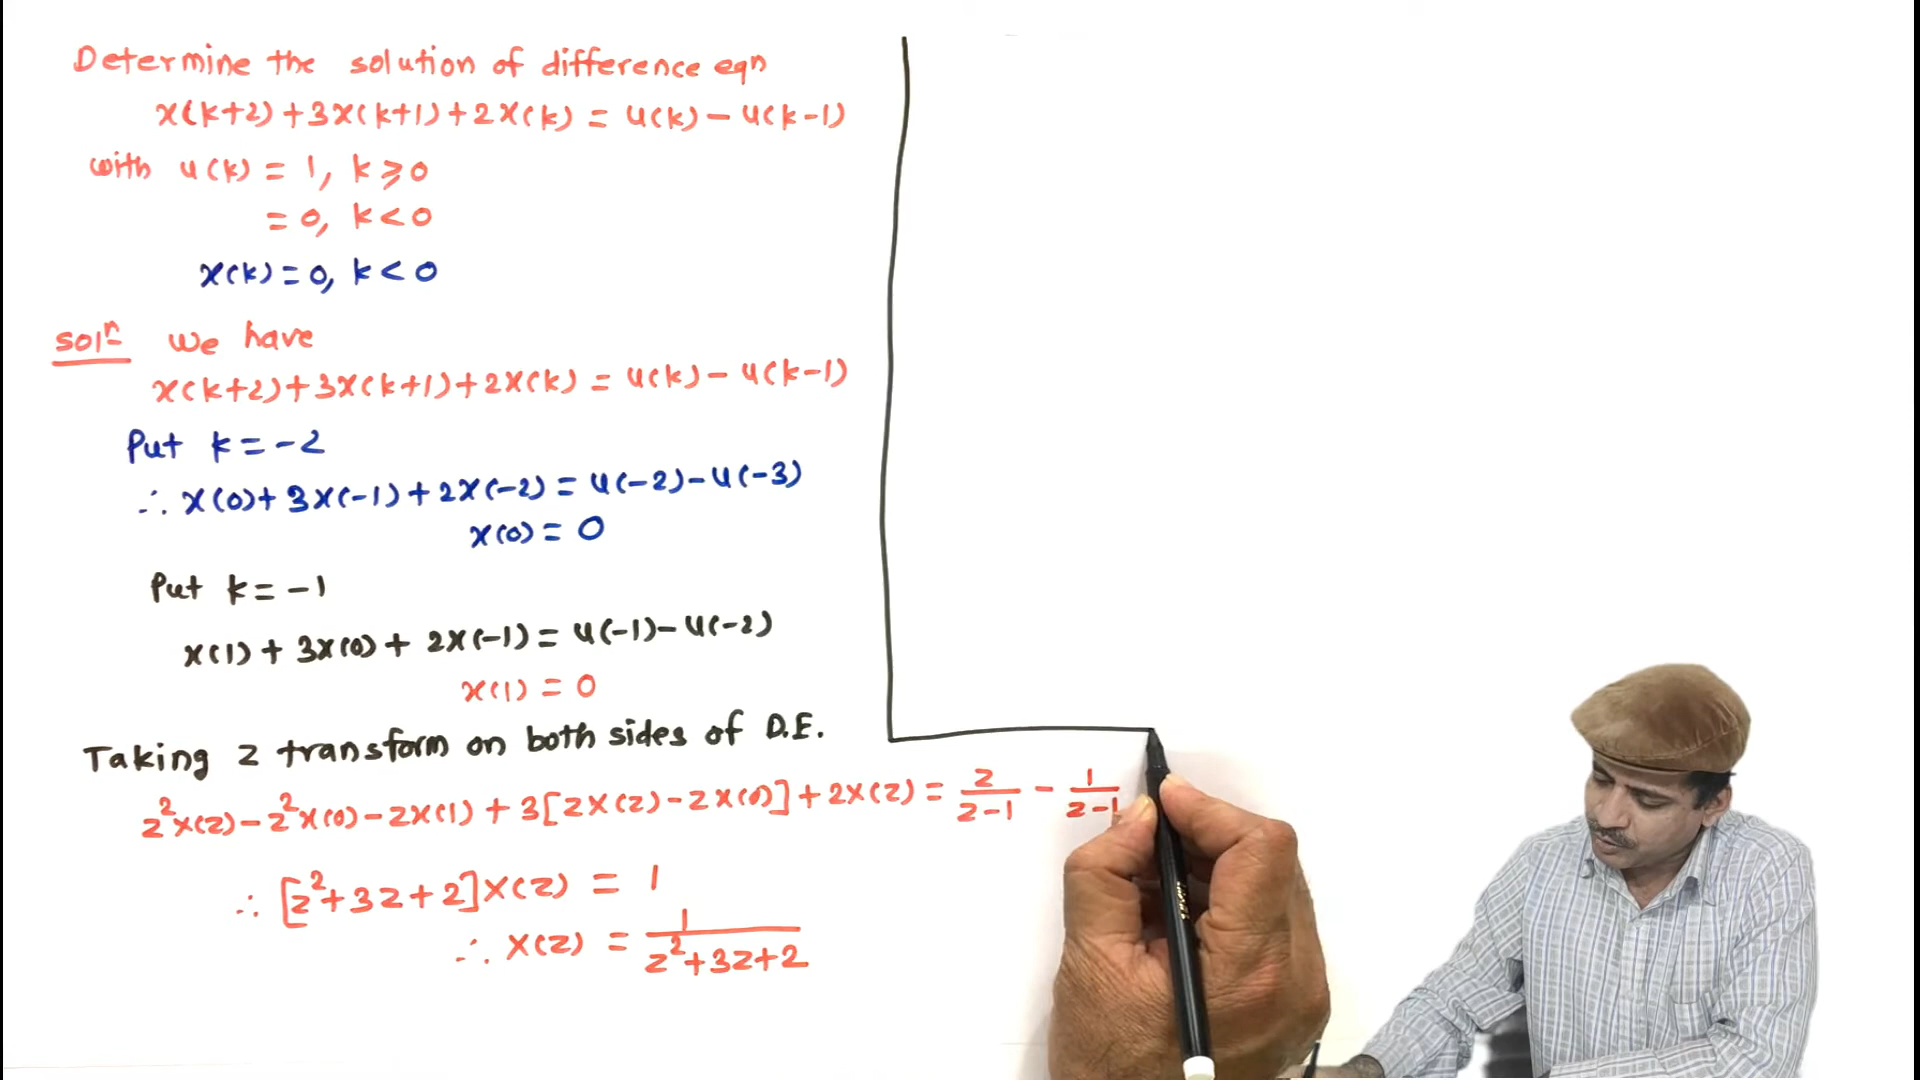 Determine the solution of difference eqn
x(k+2)+3x(k+1)+2x(k) = u(k) - u(k-1)
with u(k) = 1, k ≥ 0
= 0, k < 0
x(k) = 0, k < 0
Solⁿ we have
x(k+2)+3x(k+1)+2x(k) = u(k) - u(k-1)
Put k = -2
∴ x(0)+3x(-1)+2x(-2) = u(-2)-u(-3)
x(0) = 0
Put k = -1
x(1) + 3x(0) + 2x(-1) = u(-1)-u(-2)
x(1) = 0
Taking z transform on both sides of D.E.
z²x(z) - z²x(0) - zx(1) + 3[zx(z) - zx(0)] + 2x(z) = z/(z-1) - 1/(z-1)
∴ [z²+3z+2]x(z) = 1
∴ x(z) = 1/(z²+3z+2)